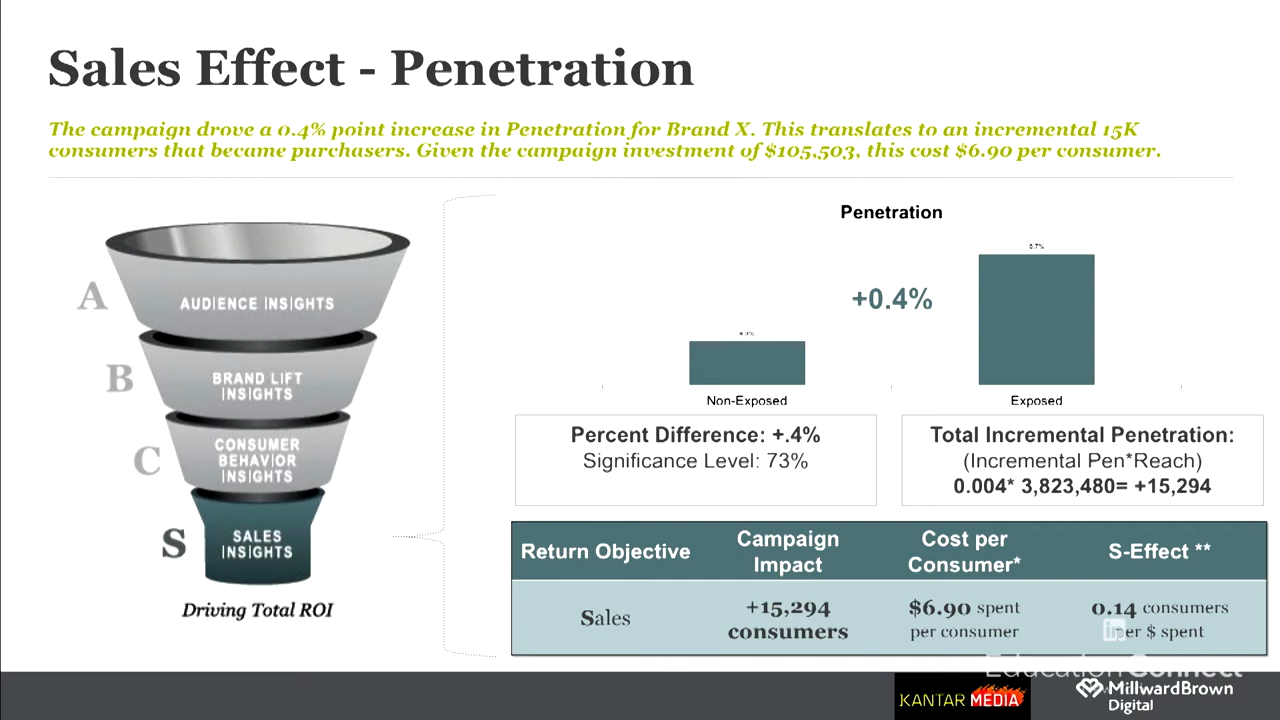 Sales Effect - Penetration
The campaign drove a 0.4% point increase in Penetration for Brand X. This translates to an incremental 15K
consumers that became purchasers. Given the campaign investment of $105,503, this cost $6.90 per consumer.
A
AUDIENCE INSIGHTS
B
BRAND LIFT
INSIGHTS
C
CONSUMER
BEHAVIOR
INSIGHTS
S
SALES
INSIGHTS
Driving Total ROI
Penetration
+0.4%
Non-Exposed
Exposed
Percent Difference: +.4%
Significance Level: 73%
Total Incremental Penetration:
(Incremental Pen*Reach)
0.004* 3,823,480= +15,294
Return Objective
Campaign
Impact
Cost per
Consumer*
S-Effect **
Sales
+15,294
consumers
$6.90 spent
per consumer
0.14 consumers
per $ spent
in
Education Connect
KANTAR MEDIA
MillwardBrown
Digital